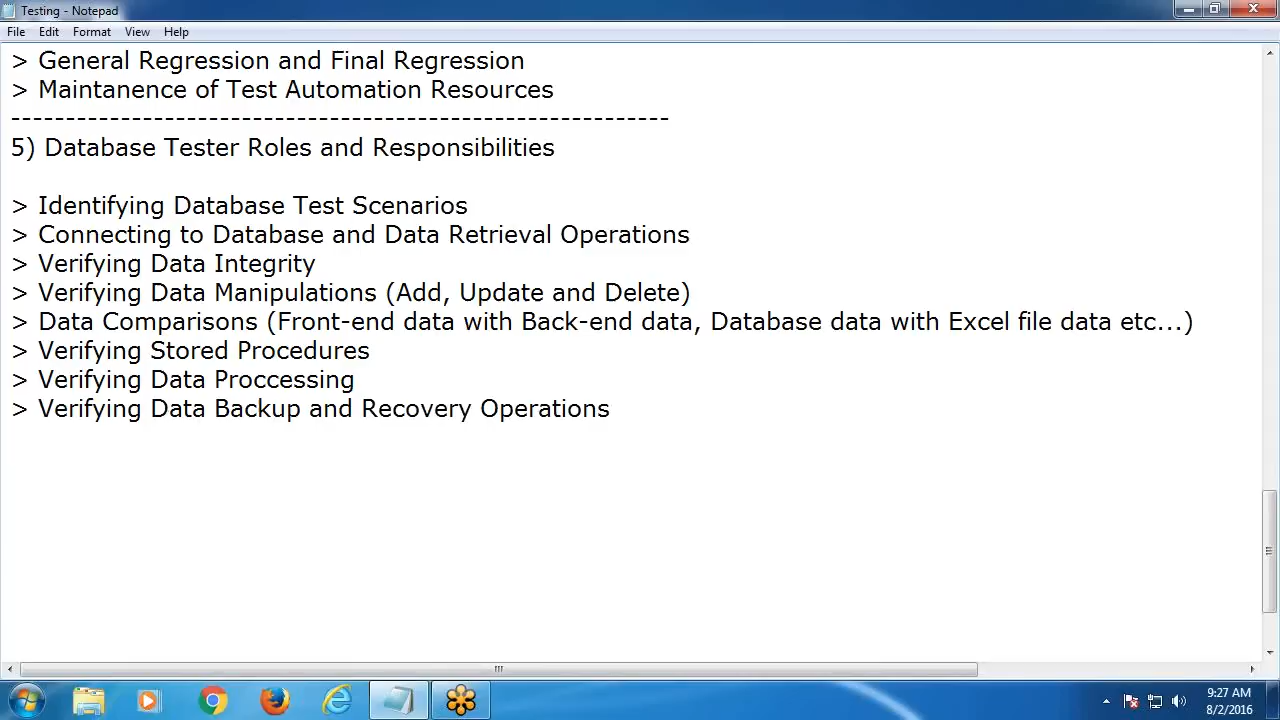 Testing - Notepad
File Edit Format View Help
> General Regression and Final Regression
> Maintanence of Test Automation Resources
------------------------------------------------------------
5) Database Tester Roles and Responsibilities
> Identifying Database Test Scenarios
> Connecting to Database and Data Retrieval Operations
> Verifying Data Integrity
> Verifying Data Manipulations (Add, Update and Delete)
> Data Comparisons (Front-end data with Back-end data, Database data with Excel file data etc...)
> Verifying Stored Procedures
> Verifying Data Proccessing
> Verifying Data Backup and Recovery Operations
9:27 AM
8/2/2016